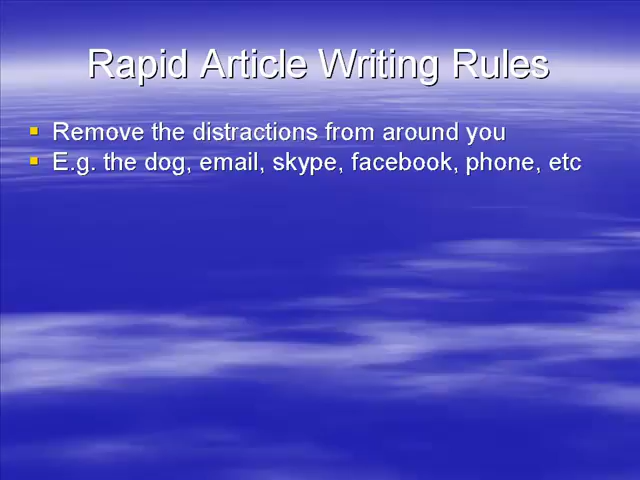 Rapid Article Writing Rules
Remove the distractions from around you
E.g. the dog, email, skype, facebook, phone, etc